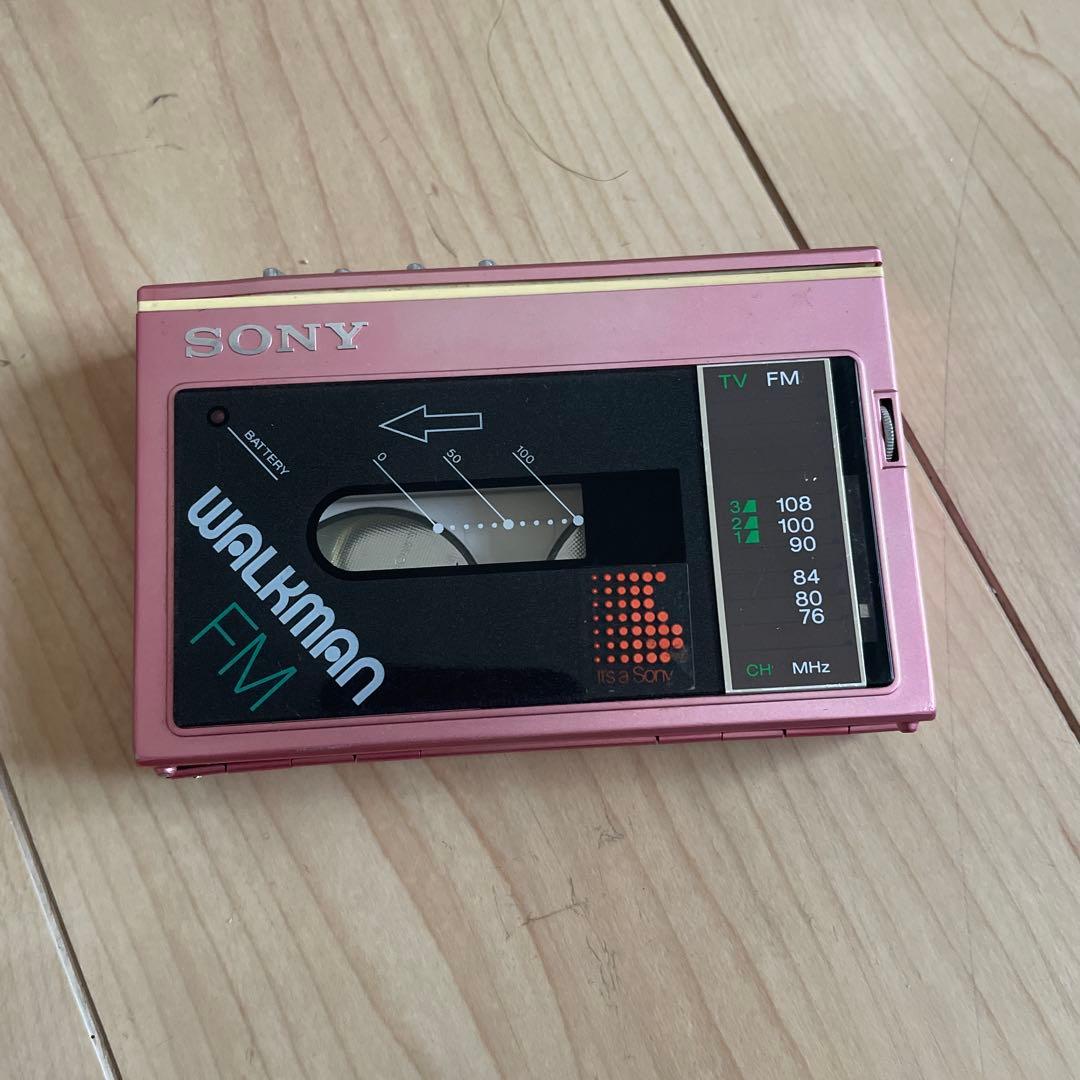 SONY
BATTERY
0 50 100
WALKMAN
FM
It's a Sony
TV FM
3 108
2 100
1 90
84
80
76
CH MHz